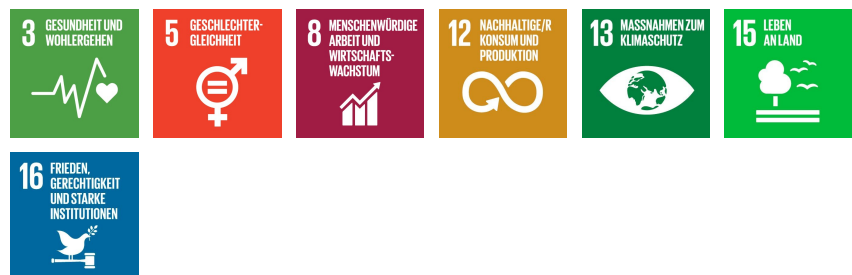 3 GESUNDHEIT UND
WOHLERGEHEN
5 GESCHLECHTER-
GLEICHHEIT
8 MENSCHENWÜRDIGE
ARBEIT UND
WIRTSCHAFTS-
WACHSTUM
12 NACHHALTIGE/R
KONSUM UND
PRODUKTION
13 MASSNAHMEN ZUM
KLIMASCHUTZ
15 LEBEN
AN LAND
16 FRIEDEN,
GERECHTIGKEIT
UND STARKE
INSTITUTIONEN